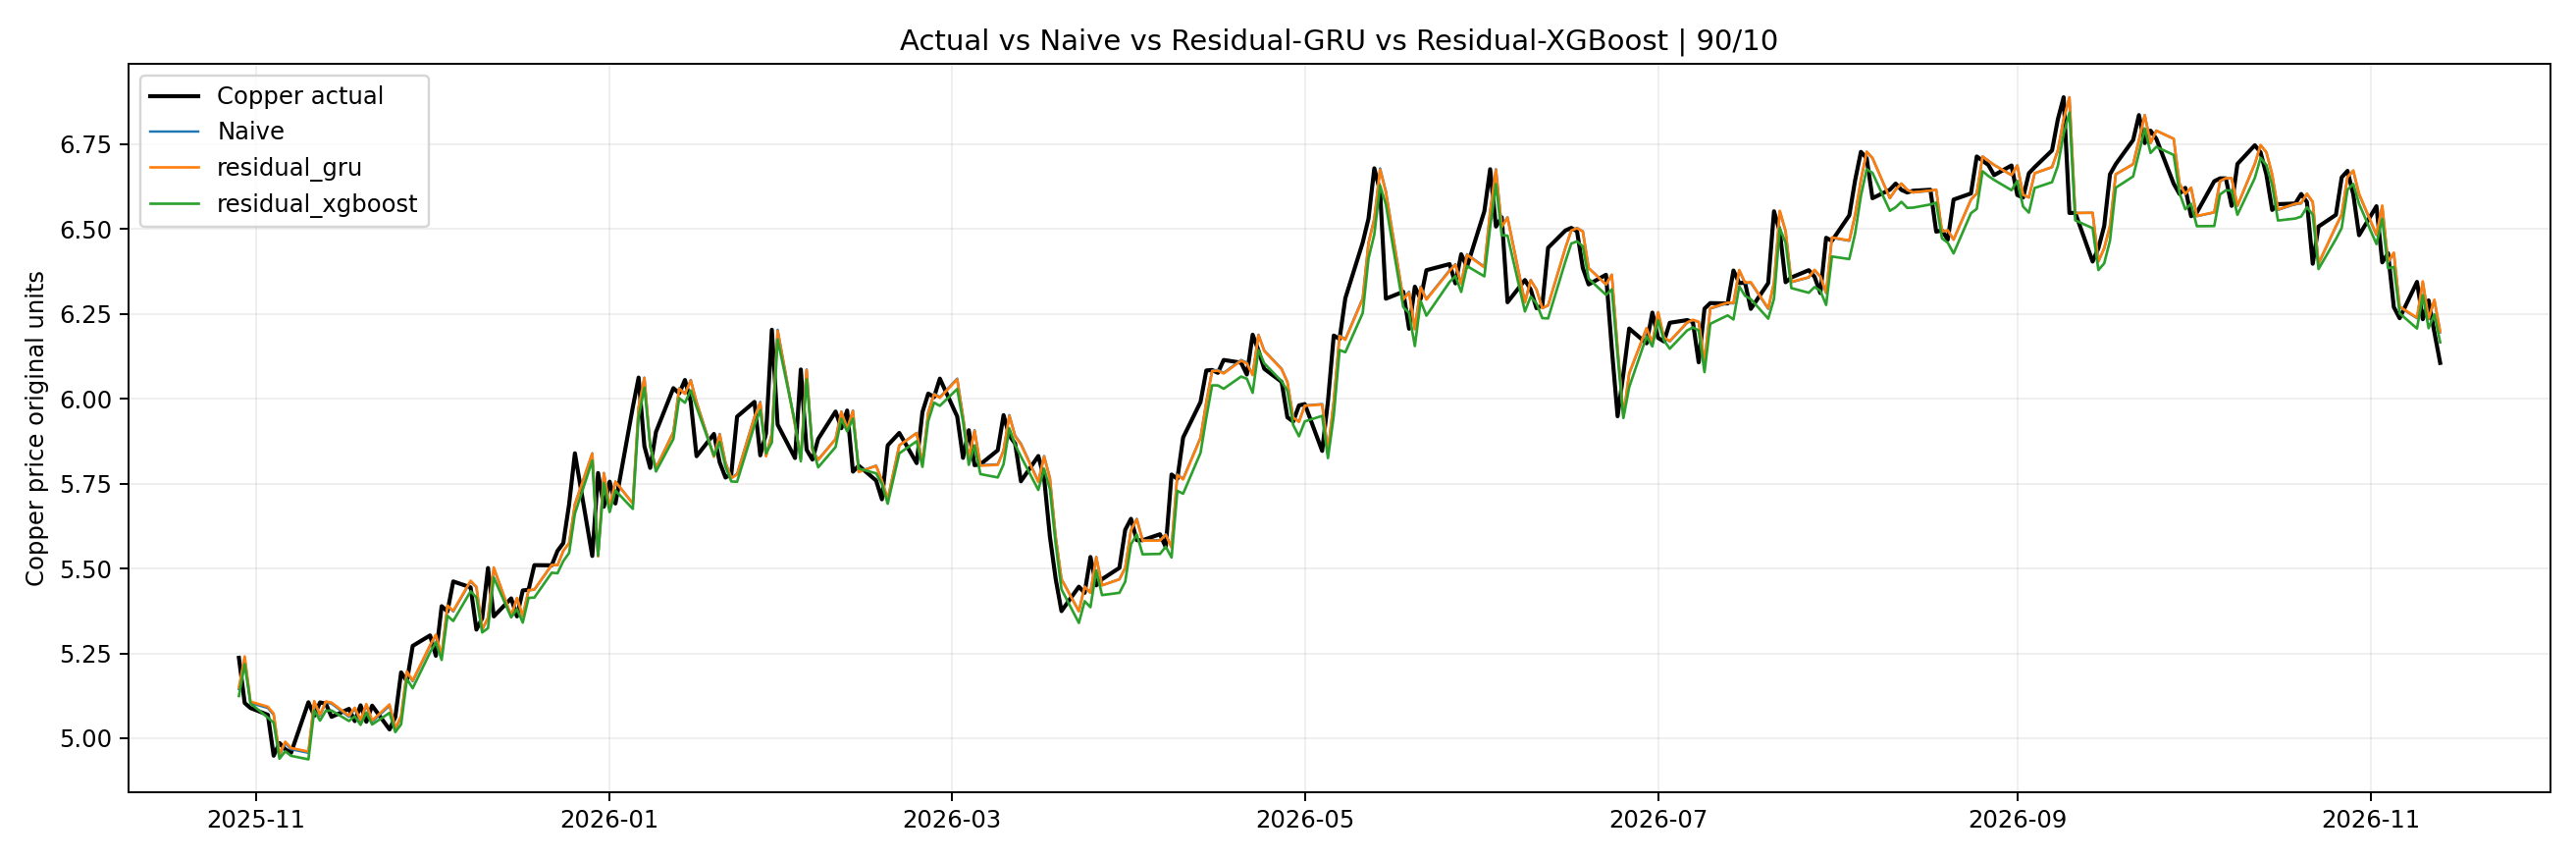 Actual vs Naive vs Residual-GRU vs Residual-XGBoost | 90/10
Copper actual
Naive
residual_gru
residual_xgboost
Copper price original units
6.75
6.50
6.25
6.00
5.75
5.50
5.25
5.00
2025-11
2026-01
2026-03
2026-05
2026-07
2026-09
2026-11